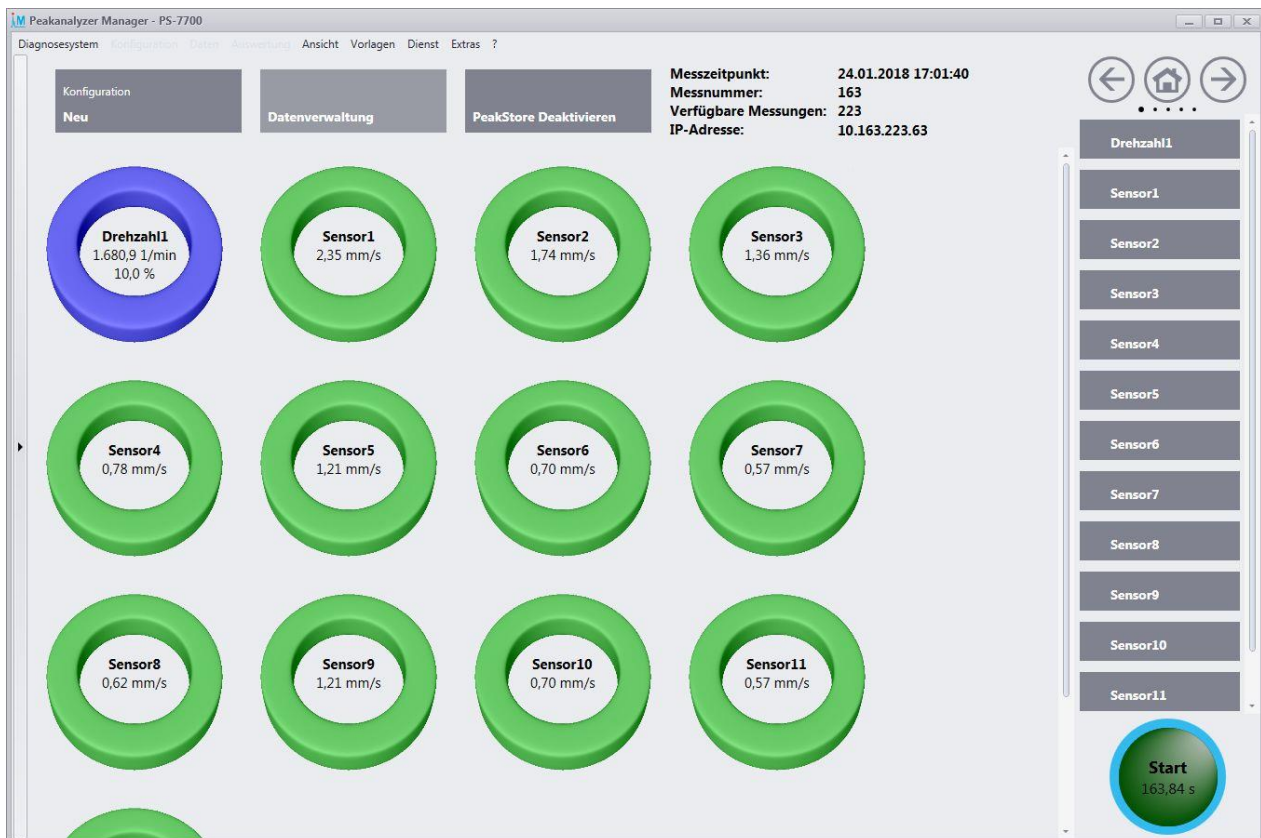 Peakanalyzer Manager - PS-7700
Diagnosesystem Konfiguration Daten Auswertung Ansicht Vorlagen Dienst Extras ?
Konfiguration
Neu
Datenverwaltung
PeakStore Deaktivieren
Messzeitpunkt: 24.01.2018 17:01:40
Messnummer: 163
Verfügbare Messungen: 223
IP-Adresse: 10.163.223.63
Drehzahl1
1.680,9 1/min
10,0 %
Sensor1
2,35 mm/s
Sensor2
1,74 mm/s
Sensor3
1,36 mm/s
Sensor4
0,78 mm/s
Sensor5
1,21 mm/s
Sensor6
0,70 mm/s
Sensor7
0,57 mm/s
Sensor8
0,62 mm/s
Sensor9
1,21 mm/s
Sensor10
0,70 mm/s
Sensor11
0,57 mm/s
Drehzahl1
Sensor1
Sensor2
Sensor3
Sensor4
Sensor5
Sensor6
Sensor7
Sensor8
Sensor9
Sensor10
Sensor11
Start
163,84 s